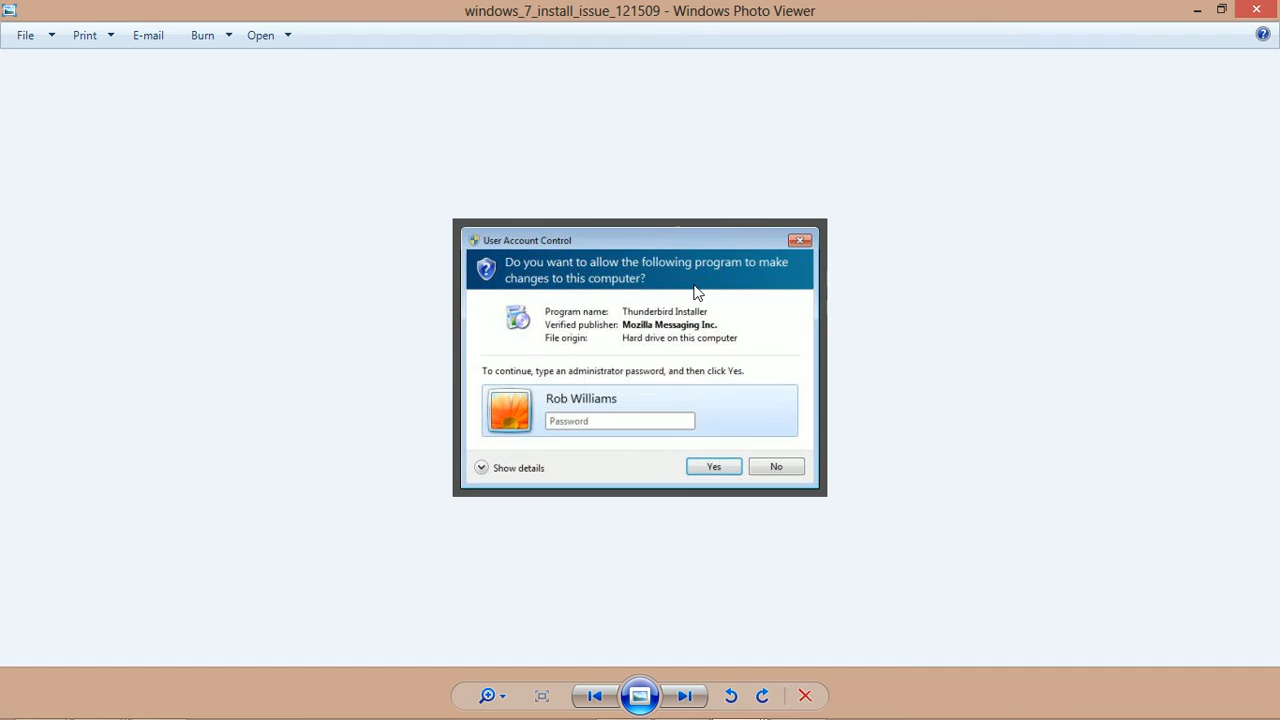 windows_7_install_issue_121509 - Windows Photo Viewer
File Print E-mail Burn Open
User Account Control
Do you want to allow the following program to make
changes to this computer?
Program name: Thunderbird Installer
Verified publisher: Mozilla Messaging Inc.
File origin: Hard drive on this computer
To continue, type an administrator password, and then click Yes.
Rob Williams
Password
Show details Yes No